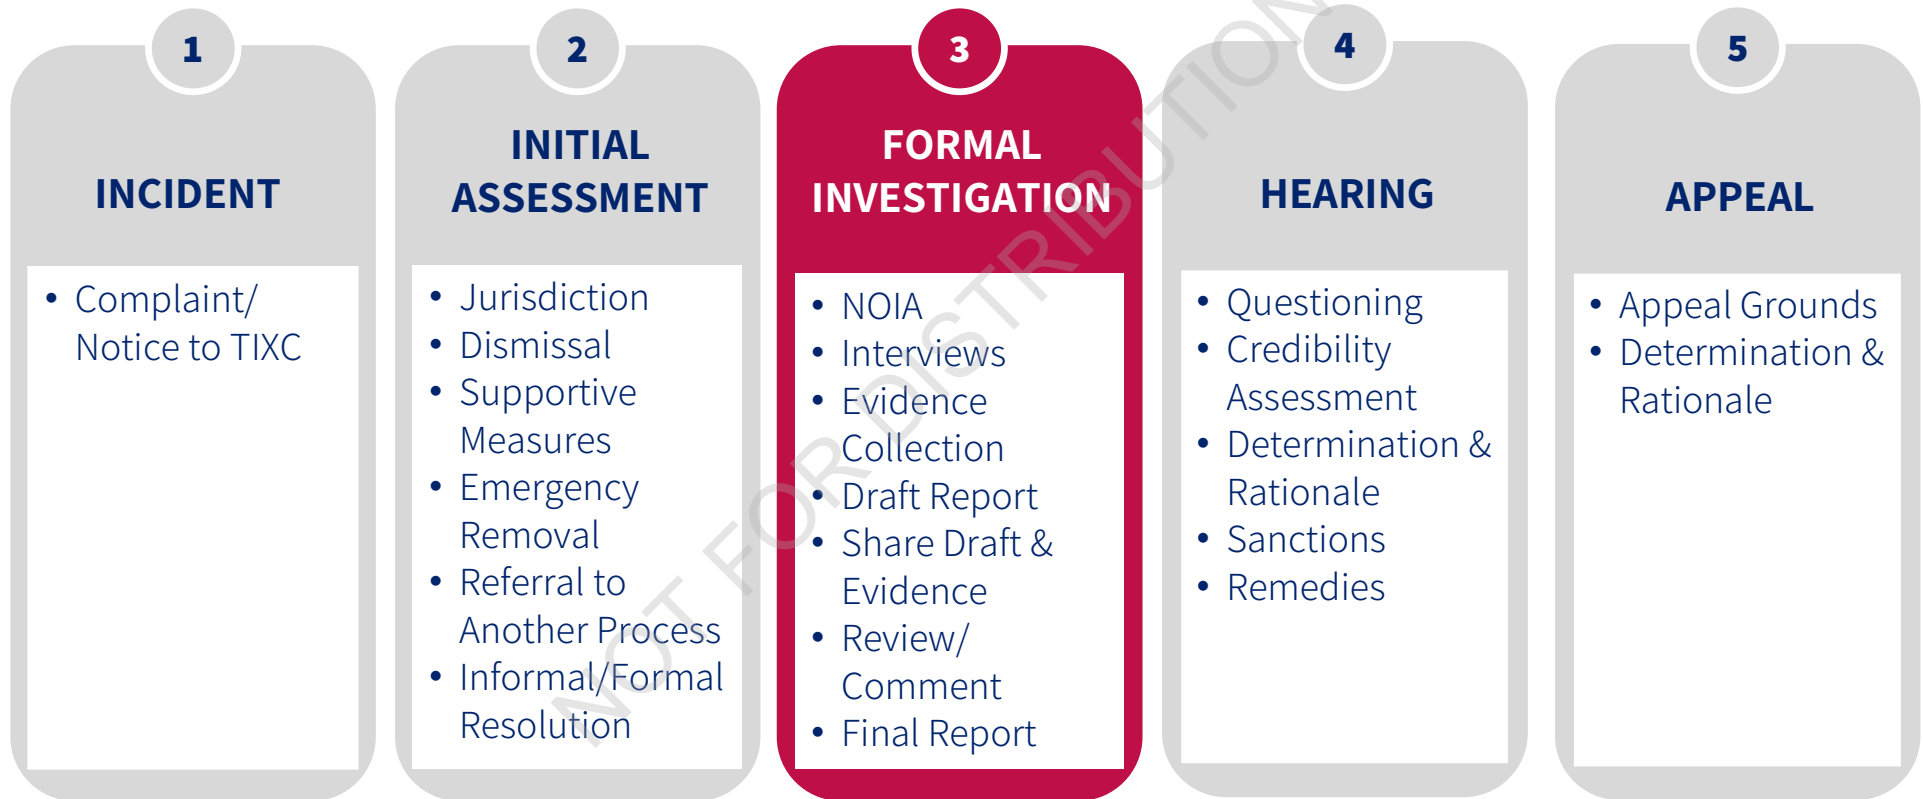 1
INCIDENT
• Complaint/
Notice to TIXC
2
INITIAL
ASSESSMENT
• Jurisdiction
• Dismissal
• Supportive
Measures
• Emergency
Removal
• Referral to
Another Process
• Informal/Formal
Resolution
3
FORMAL
INVESTIGATION
• NOIA
• Interviews
• Evidence
Collection
• Draft Report
• Share Draft &
Evidence
• Review/
Comment
• Final Report
4
HEARING
• Questioning
• Credibility
Assessment
• Determination &
Rationale
• Sanctions
• Remedies
5
APPEAL
• Appeal Grounds
• Determination &
Rationale
NOT FOR DISTRIBUTION